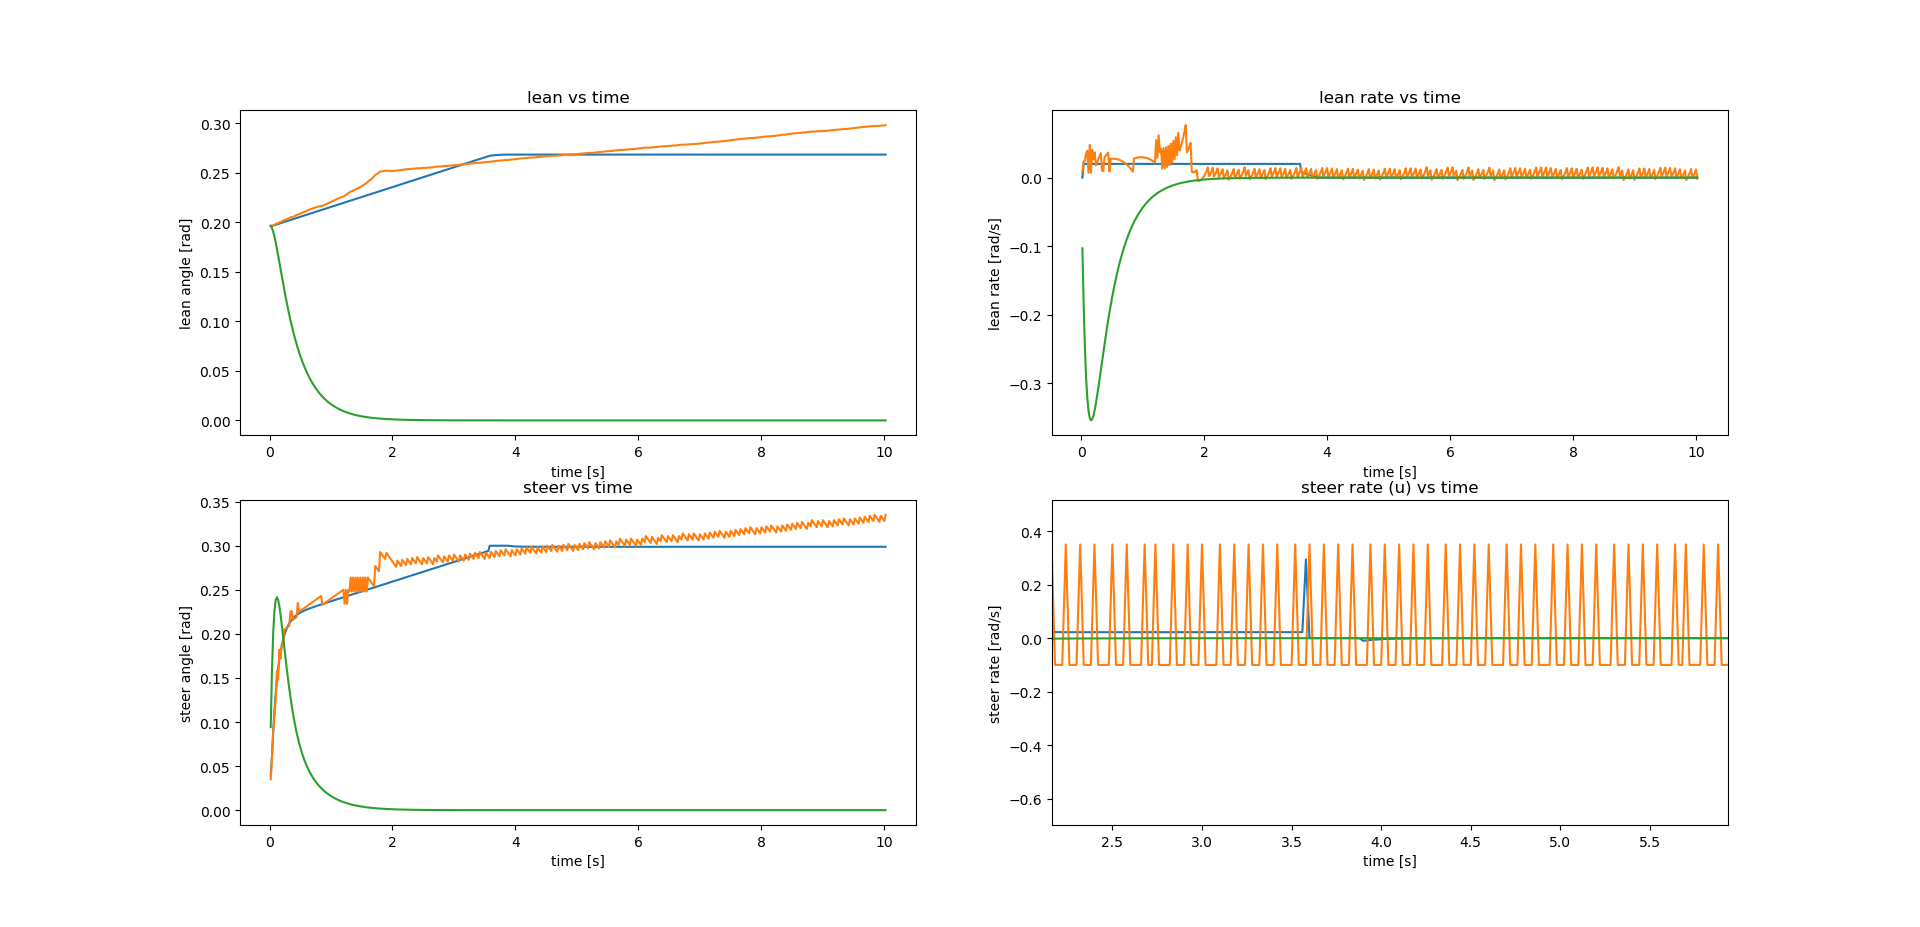 lean vs time
lean angle [rad]
0.30
0.25
0.20
0.15
0.10
0.05
0.00
0 2 4 6 8 10
time [s]
lean rate vs time
lean rate [rad/s]
0.0
−0.1
−0.2
−0.3
0 2 4 6 8 10
time [s]
steer vs time
steer angle [rad]
0.35
0.30
0.25
0.20
0.15
0.10
0.05
0.00
0 2 4 6 8 10
time [s]
steer rate (u) vs time
steer rate [rad/s]
0.4
0.2
0.0
−0.2
−0.4
−0.6
2.5 3.0 3.5 4.0 4.5 5.0 5.5
time [s]